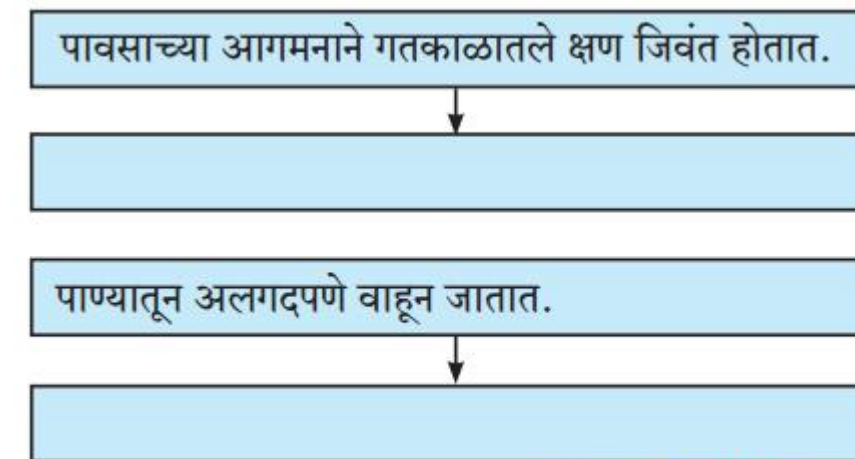 पावसाच्या आगमनाने गतकाळातले क्षण जिवंत होतात.
पाण्यातून अलगदपणे वाहून जातात.